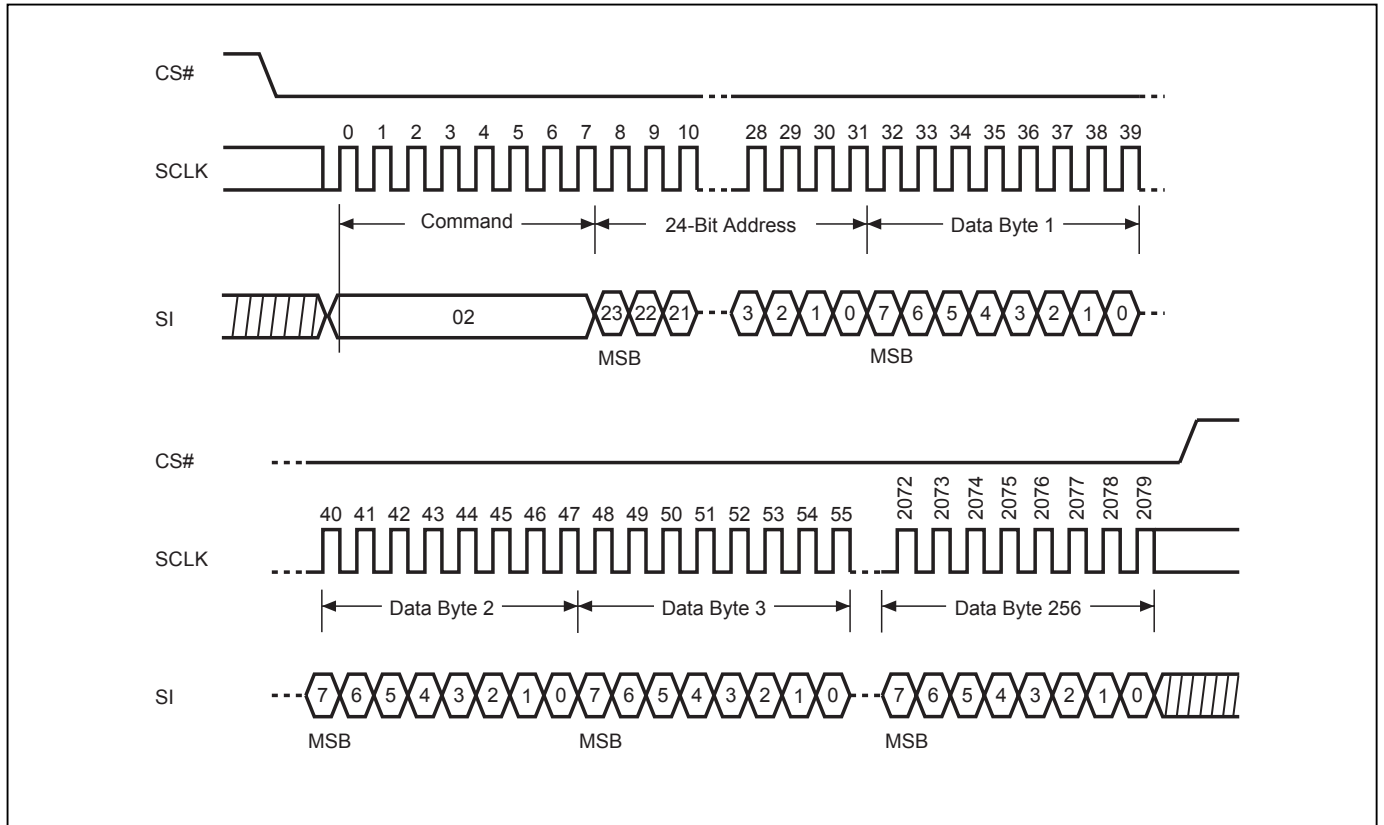 CS#
0 1 2 3 4 5 6 7 8 9 10 28 29 30 31 32 33 34 35 36 37 38 39
SCLK
Command 24-Bit Address Data Byte 1
SI 02 23 22 21 3 2 1 0 7 6 5 4 3 2 1 0
MSB MSB
CS#
40 41 42 43 44 45 46 47 48 49 50 51 52 53 54 55 2072 2073 2074 2075 2076 2077 2078 2079
SCLK
Data Byte 2 Data Byte 3 Data Byte 256
SI 7 6 5 4 3 2 1 0 7 6 5 4 3 2 1 0 7 6 5 4 3 2 1 0
MSB MSB MSB